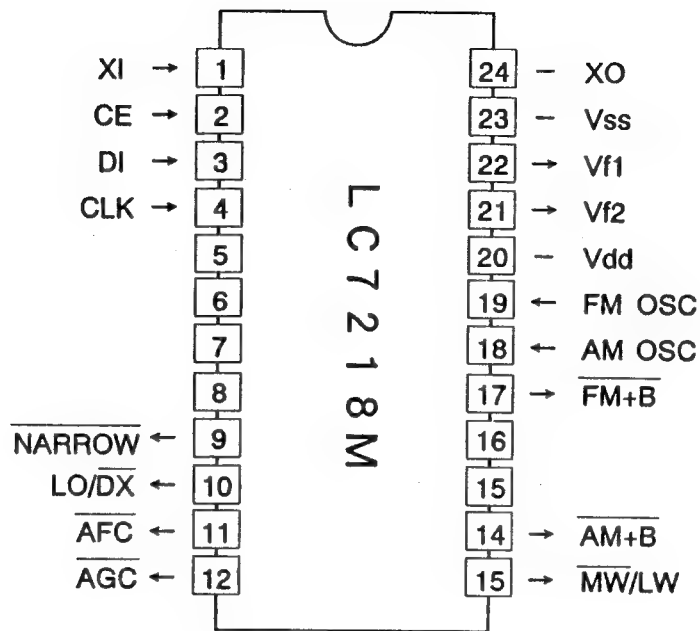 XI → 1
CE → 2
DI → 3
CLK → 4
5
6
7
8
NARROW ← 9
LO/DX ← 10
AFC ← 11
AGC ← 12
LC7218M
24 – XO
23 – Vss
22 → Vf1
21 → Vf2
20 – Vdd
19 ← FM OSC
18 ← AM OSC
17 → FM+B
16
15
14 → AM+B
15 → MW/LW